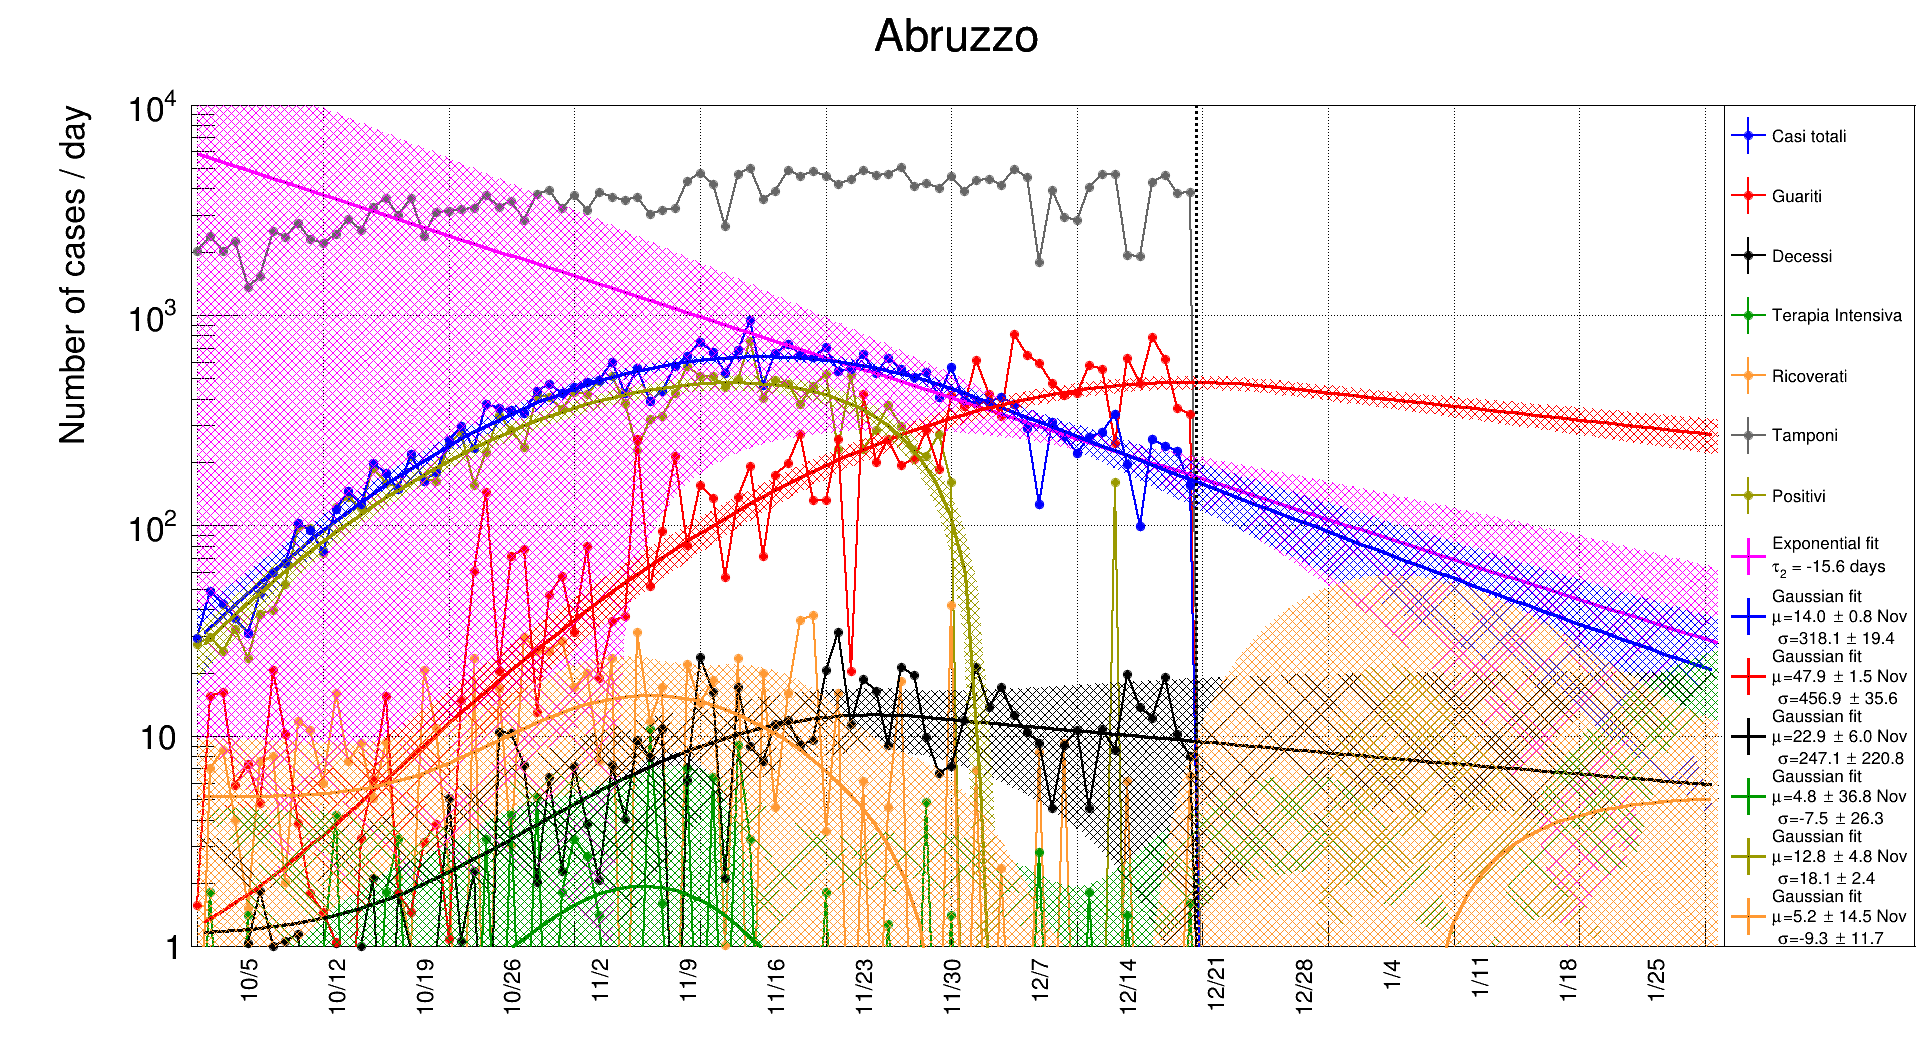 Abruzzo
Number of cases / day
10⁴
10³
10²
10
1
10/5
10/12
10/19
10/26
11/2
11/9
11/16
11/23
11/30
12/7
12/14
12/21
12/28
1/4
1/11
1/18
1/25
Casi totali
Guariti
Decessi
Terapia Intensiva
Ricoverati
Tamponi
Positivi
Exponential fit
τ₂ = -15.6 days
Gaussian fit
μ=14.0 ± 0.8 Nov
σ=318.1 ± 19.4
Gaussian fit
μ=47.9 ± 1.5 Nov
σ=456.9 ± 35.6
Gaussian fit
μ=22.9 ± 6.0 Nov
σ=247.1 ± 220.8
Gaussian fit
μ=4.8 ± 36.8 Nov
σ=-7.5 ± 26.3
Gaussian fit
μ=12.8 ± 4.8 Nov
σ=18.1 ± 2.4
Gaussian fit
μ=5.2 ± 14.5 Nov
σ=-9.3 ± 11.7